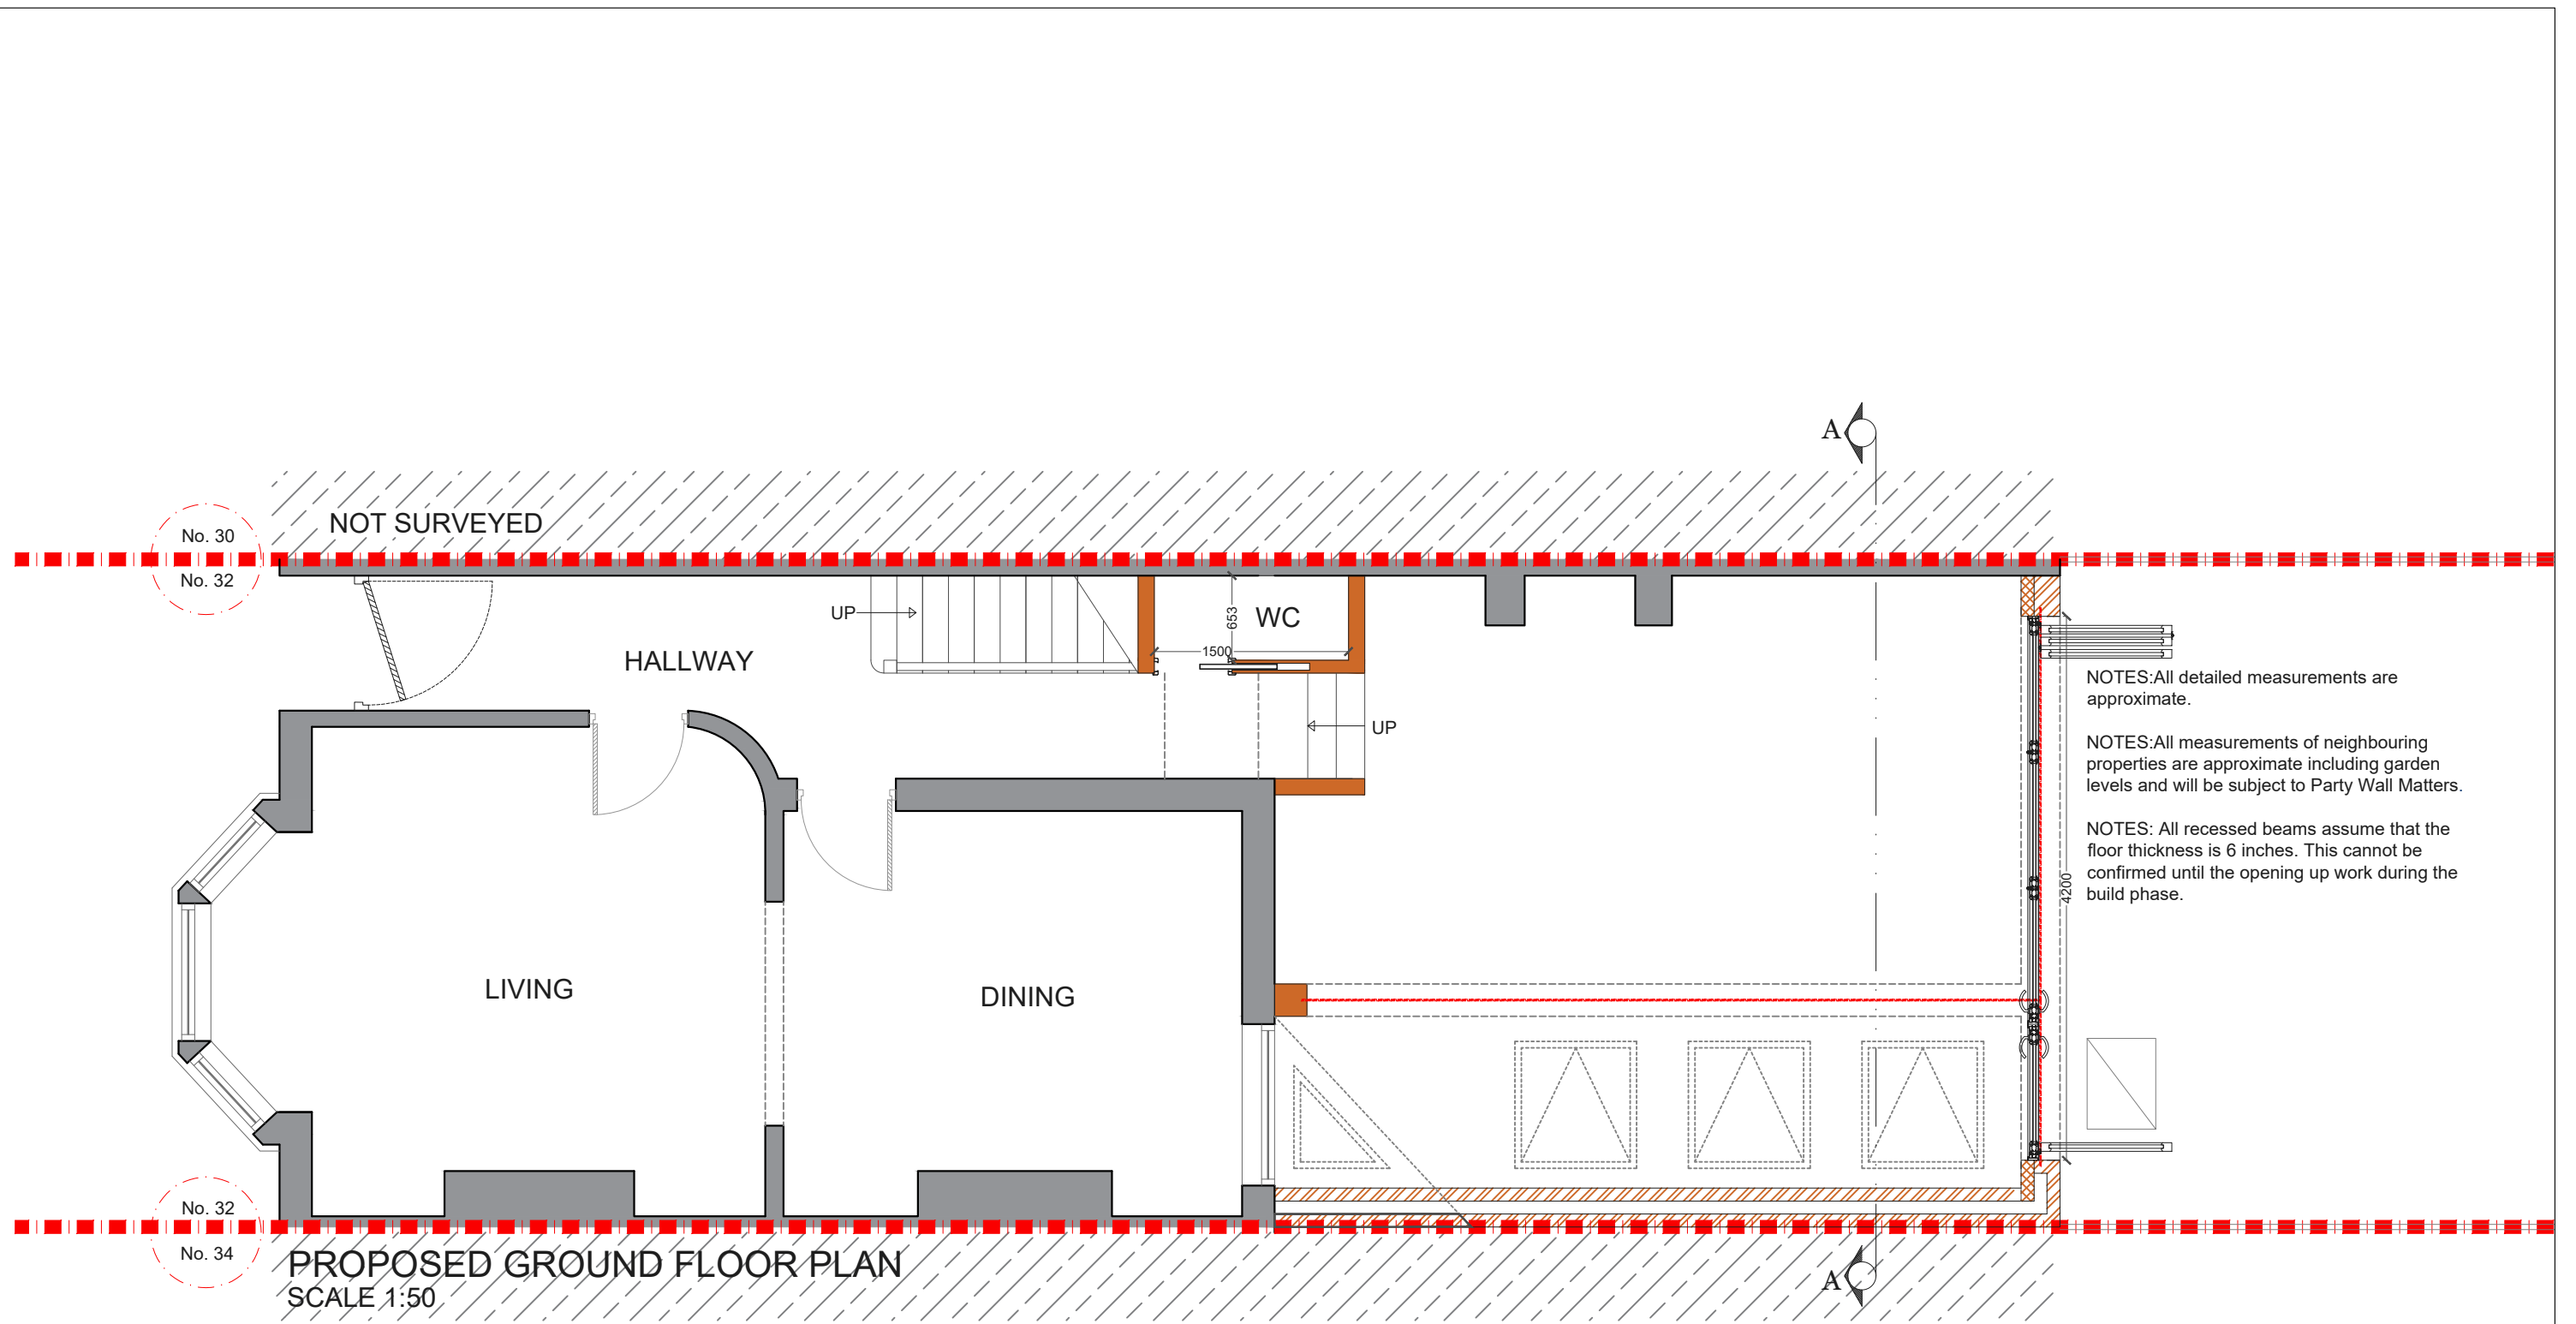 A
NOT SURVEYED
No. 30
No. 32
UP
HALLWAY
653
WC
1500
UP
NOTES:All detailed measurements are
approximate.
NOTES:All measurements of neighbouring
properties are approximate including garden
levels and will be subject to Party Wall Matters.
NOTES: All recessed beams assume that the
floor thickness is 6 inches. This cannot be
confirmed until the opening up work during the
build phase.
4200
LIVING
DINING
No. 32
No. 34
PROPOSED GROUND FLOOR PLAN
SCALE 1:50
A